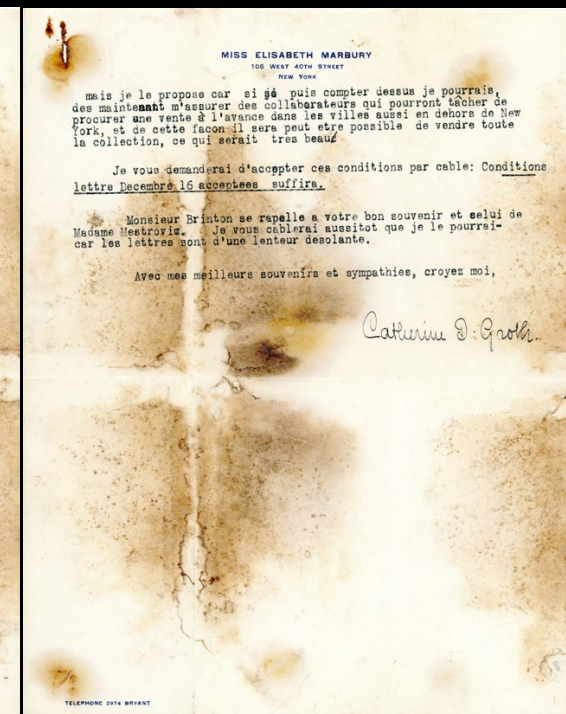 MISS ELISABETH MARBURY
105 WEST 40TH STREET
NEW YORK
mais je le propose car si je puis compter dessus je pourrais,
des maintenant m'assurer des collaborateurs qui pourront tâcher de
procurer une vente à l'avance dans les villes aussi en dehors de New
York, et de cette facon il sera peut etre possible de vendre toute
la collection, ce qui serait tres beau!
Je vous demanderai d'accepter ces conditions par cable: Conditions
lettre Decembre 16 acceptees suffira.
Monsieur Brinton se rapelle a votre bon souvenir et celui de
Madame Mestrovic. Je vous cablerai aussitot que je le pourrai-
car les lettres sont d'une lenteur desolante.
Avec mes meilleurs souvenirs et sympathies, croyez moi,
Catherine D. Groth.
TELEPHONE 2974 BRYANT